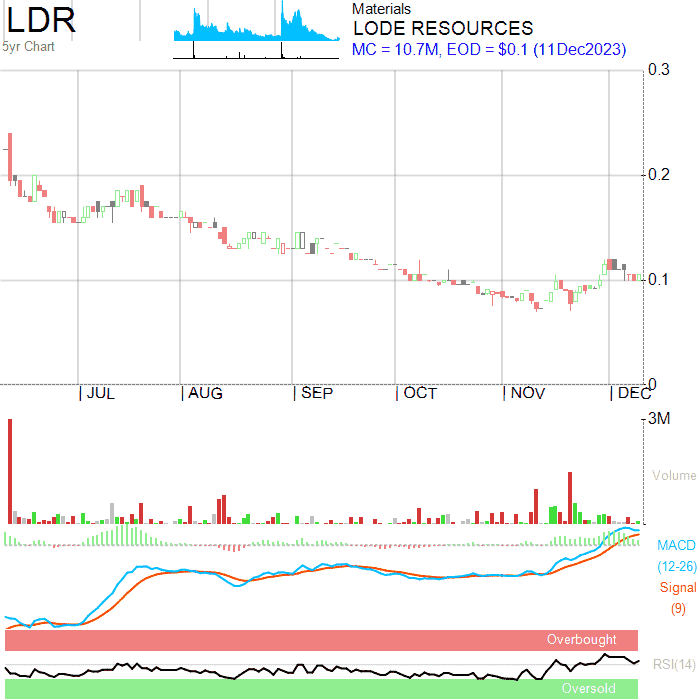 LDR
5yr Chart
Materials
LODE RESOURCES
MC = 10.7M, EOD = $0.1 (11Dec2023)
0.3
0.2
0.1
0
JUL
AUG
SEP
OCT
NOV
DEC
3M
Volume
MACD
(12-26)
Signal
(9)
Overbought
RSI(14)
Oversold